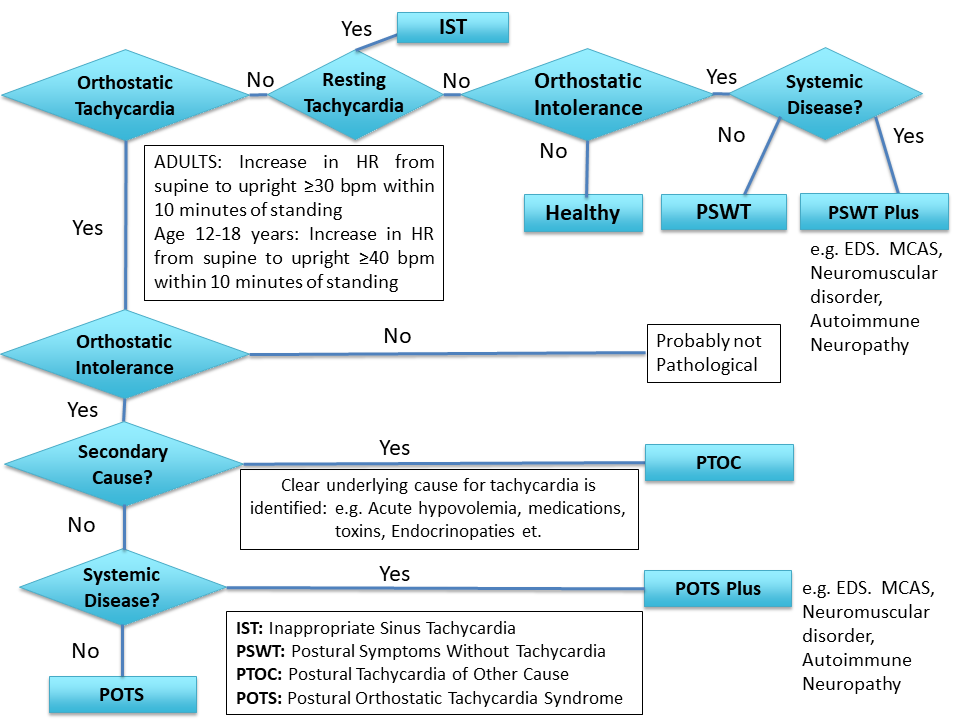 Yes
IST
Orthostatic
Tachycardia
No
Resting
Tachycardia
No
Orthostatic
Intolerance
Yes
Systemic
Disease?
No
No
Yes
Healthy
PSWT
PSWT Plus
e.g. EDS.  MCAS,
Neuromuscular
disorder,
Autoimmune
Neuropathy
ADULTS: Increase in HR from
supine to upright ≥30 bpm within
10 minutes of standing
Age 12-18 years: Increase in HR
from supine to upright ≥40 bpm
within 10 minutes of standing
Yes
Orthostatic
Intolerance
No
Probably not
Pathological
Yes
Secondary
Cause?
Yes
PTOC
Clear underlying cause for tachycardia is
identified:  e.g. Acute hypovolemia, medications,
toxins, Endocrinopaties et.
No
Systemic
Disease?
Yes
POTS Plus
e.g. EDS.  MCAS,
Neuromuscular
disorder,
Autoimmune
Neuropathy
No
POTS
IST: Inappropriate Sinus Tachycardia
PSWT: Postural Symptoms Without Tachycardia
PTOC: Postural Tachycardia of Other Cause
POTS: Postural Orthostatic Tachycardia Syndrome